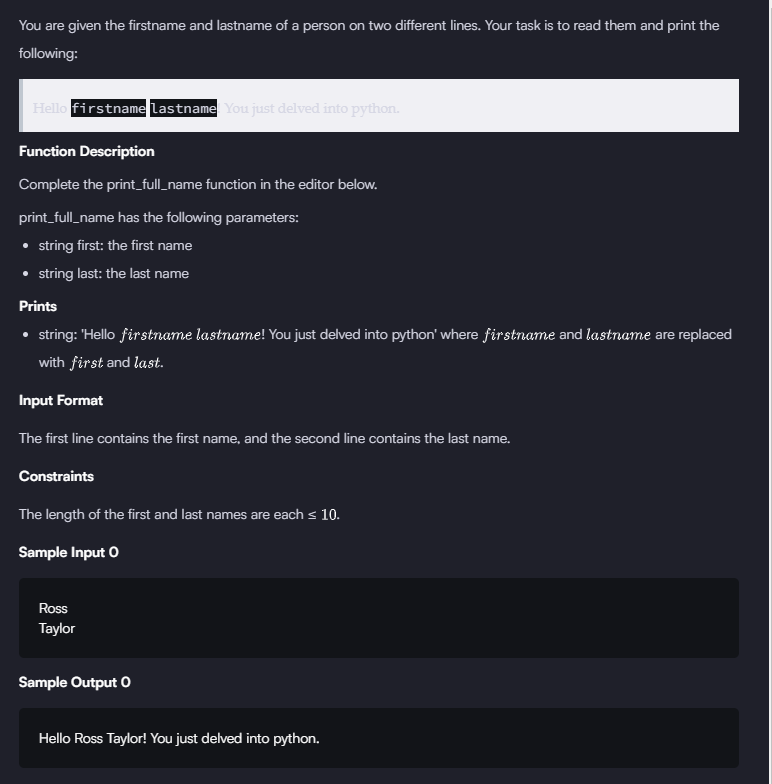 You are given the firstname and lastname of a person on two different lines. Your task is to read them and print the
following:
Hello firstname lastname! You just delved into python.
Function Description
Complete the print_full_name function in the editor below.
print_full_name has the following parameters:
• string first: the first name
• string last: the last name
Prints
• string: 'Hello firstname lastname! You just delved into python' where firstname and lastname are replaced
with first and last.
Input Format
The first line contains the first name, and the second line contains the last name.
Constraints
The length of the first and last names are each ≤ 10.
Sample Input 0
Ross
Taylor
Sample Output 0
Hello Ross Taylor! You just delved into python.